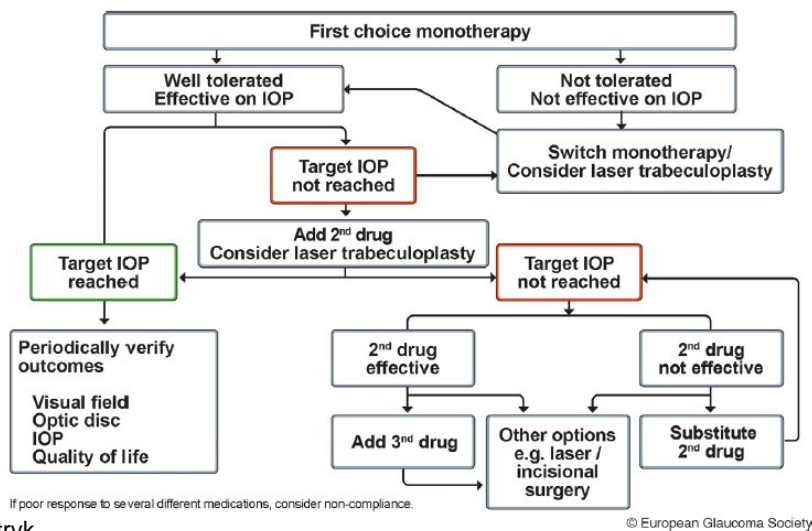 First choice monotherapy
Well tolerated
Effective on IOP
Not tolerated
Not effective on IOP
Switch monotherapy/
Consider laser trabeculoplasty
Target IOP
not reached
Add 2nd drug
Consider laser trabeculoplasty
Target IOP
reached
Target IOP
not reached
Periodically verify
outcomes
Visual field
Optic disc
IOP
Quality of life
2nd drug
effective
2nd drug
not effective
Add 3nd drug
Other options
e.g. laser /
incisional
surgery
Substitute
2nd drug
If poor response to several different medications, consider non-compliance.
© European Glaucoma Society